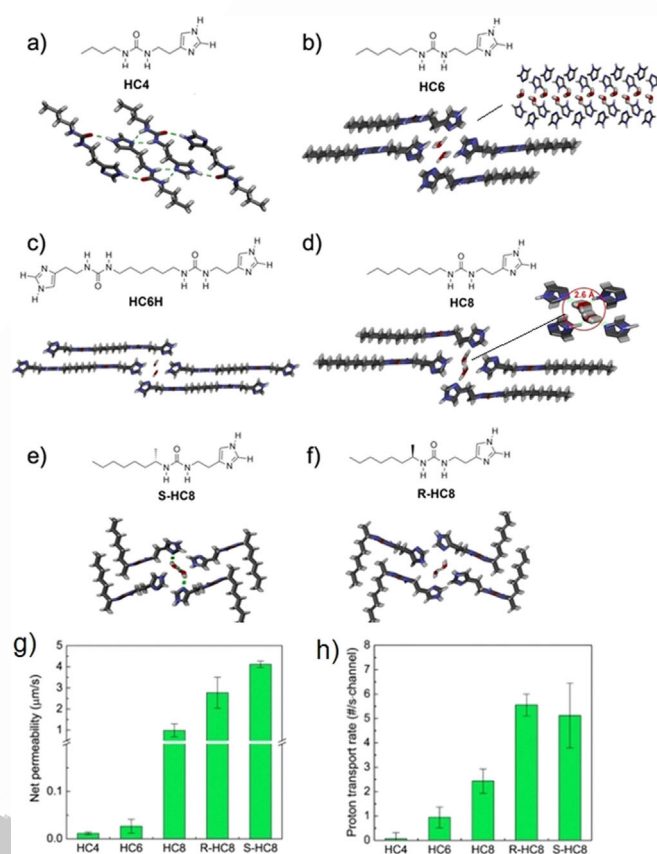 a)
N
H
O
N
H
H
N
N
H
HC4
b)
N
H
O
N
H
H
N
N
H
HC6
c)
H
N
N
H
H
N
O
N
H
H
N
O
N
H
H
N
N
H
HC6H
d)
N
H
O
N
H
H
N
N
H
HC8
2.6 Å
e)
N
H
O
N
H
H
N
N
H
S-HC8
f)
N
H
O
N
H
H
N
N
H
R-HC8
g)
Net permeability (μm/s)
5
4
3
2
1
0.1
0.0
HC4 HC6 HC8 R-HC8 S-HC8
h)
Proton transport rate (#/s·channel)
8
7
6
5
4
3
2
1
0
HC4 HC6 HC8 R-HC8 S-HC8